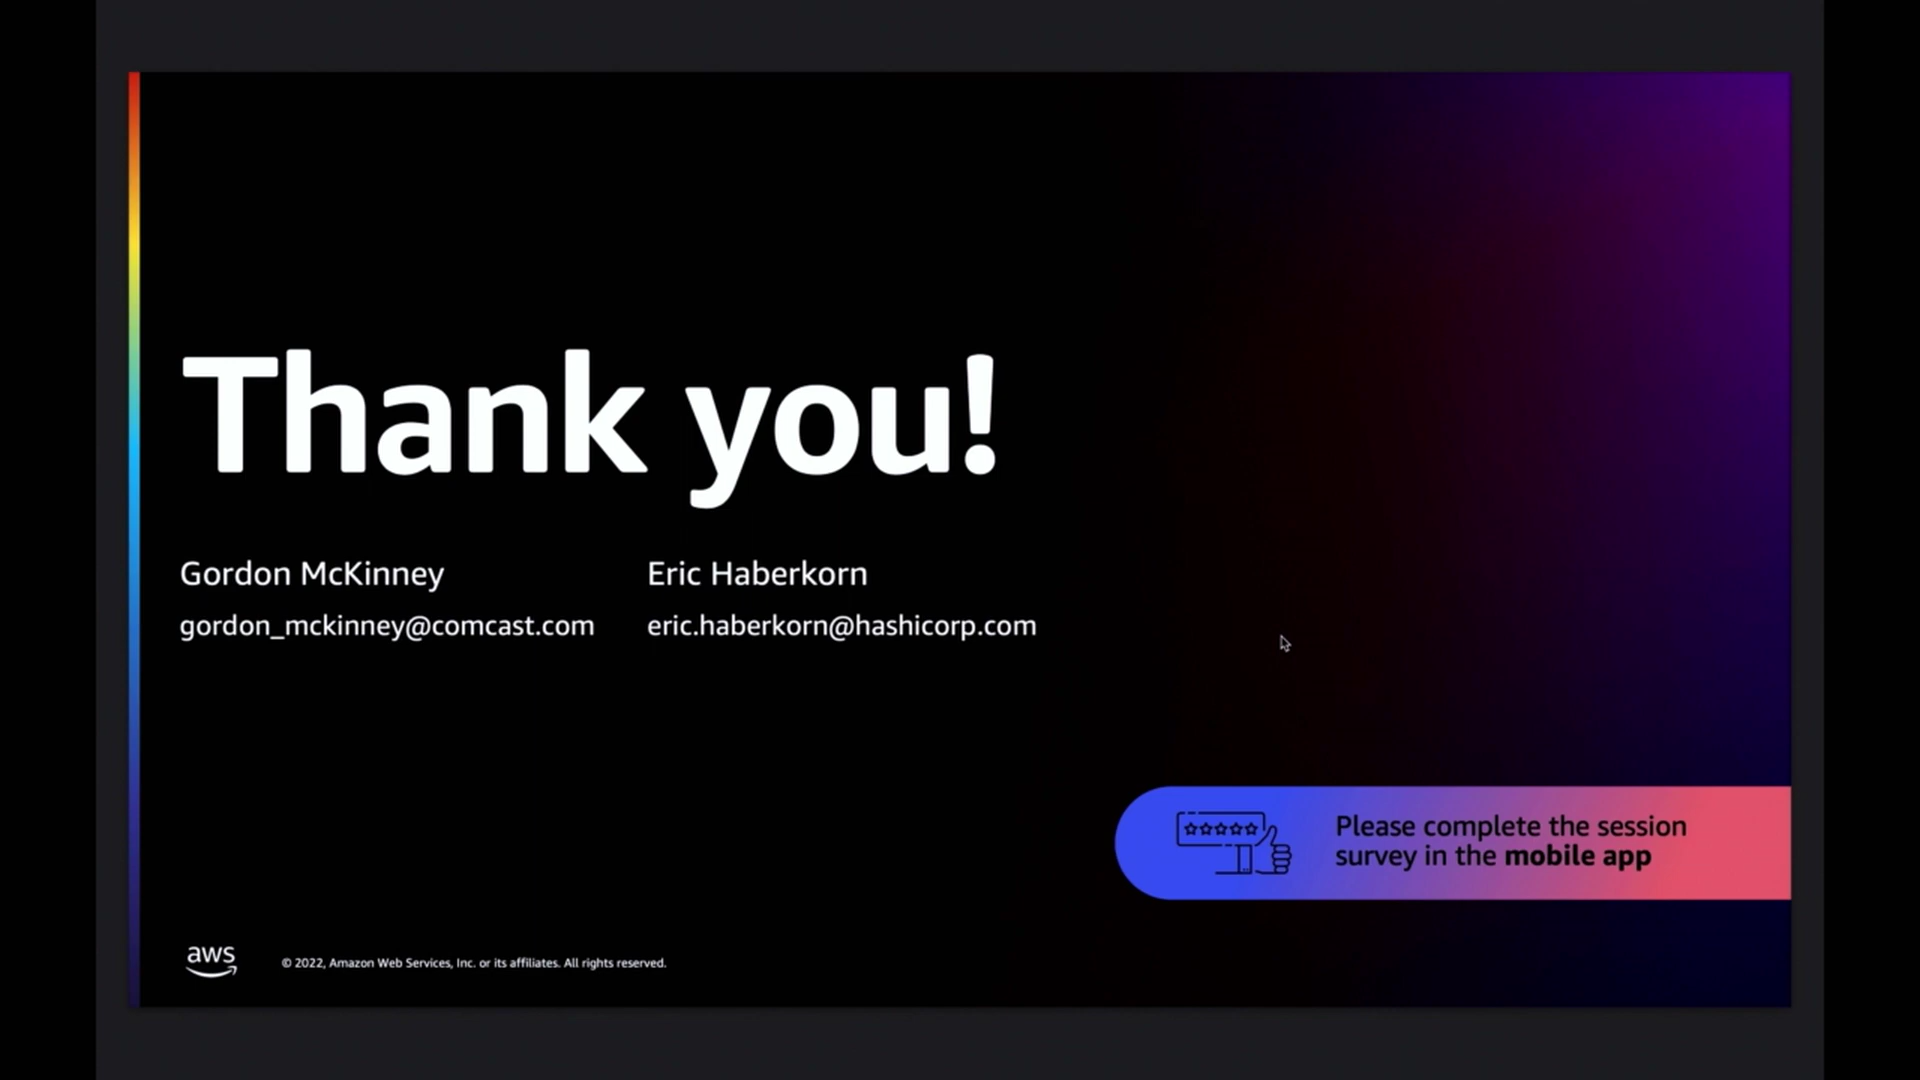 Thank you!
Gordon McKinney
gordon_mckinney@comcast.com
Eric Haberkorn
eric.haberkorn@hashicorp.com
Please complete the session
survey in the mobile app
aws
© 2022, Amazon Web Services, Inc. or its affiliates. All rights reserved.